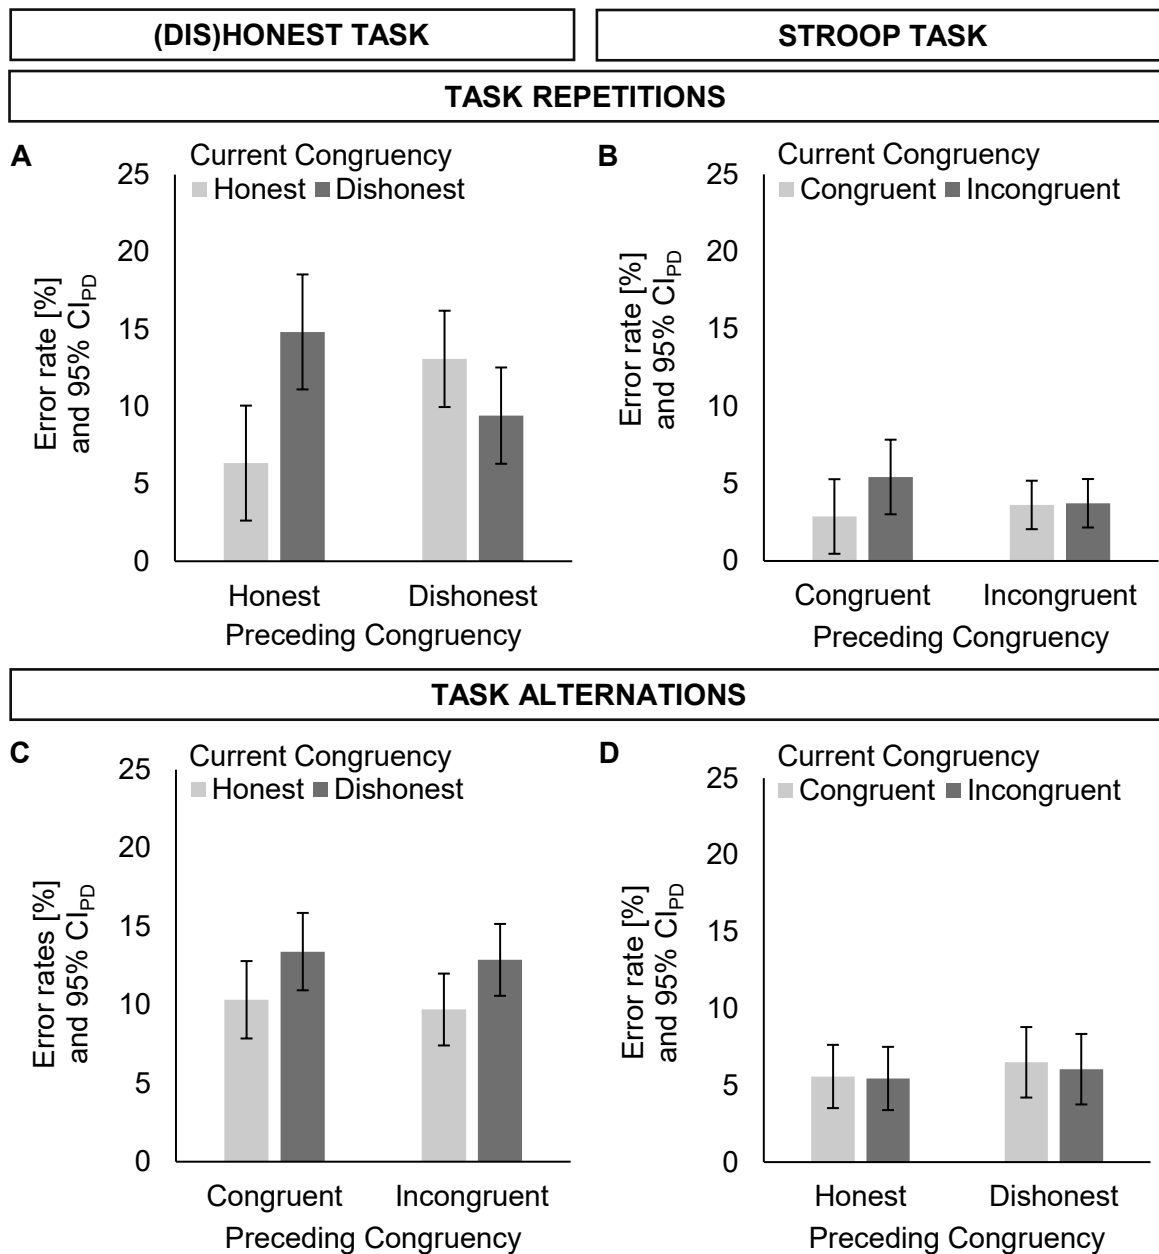 (DIS)HONEST TASK
STROOP TASK
TASK REPETITIONS
A
Current Congruency
Honest Dishonest
25
20
15
10
5
0
Error rate [%]
and 95% CIPD
Honest Dishonest
Preceding Congruency
B
Current Congruency
Congruent Incongruent
25
20
15
10
5
0
Error rate [%]
and 95% CIPD
Congruent Incongruent
Preceding Congruency
TASK ALTERNATIONS
C
Current Congruency
Honest Dishonest
25
20
15
10
5
0
Error rates [%]
and 95% CIPD
Congruent Incongruent
Preceding Congruency
D
Current Congruency
Congruent Incongruent
25
20
15
10
5
0
Error rate [%]
and 95% CIPD
Honest Dishonest
Preceding Congruency